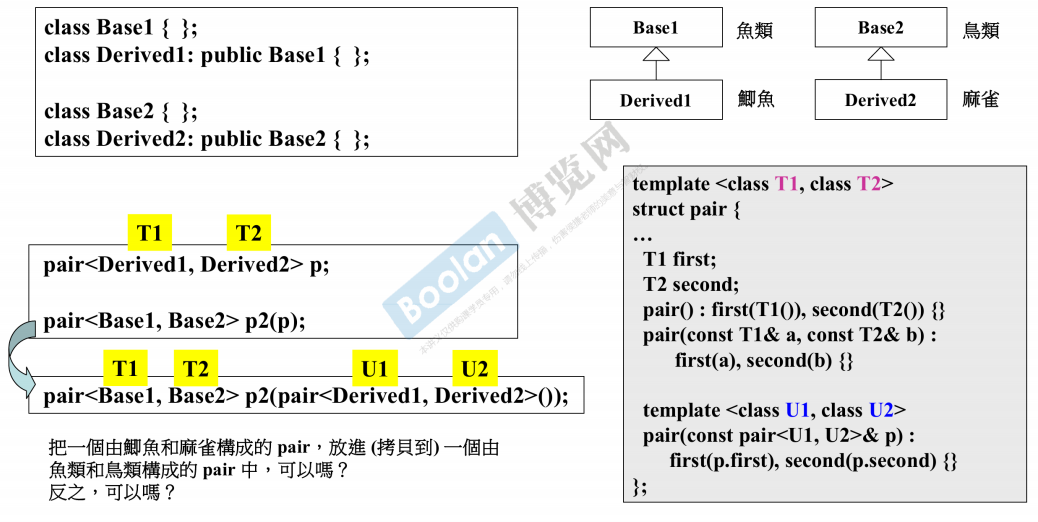 class Base1 {  };
class Derived1: public Base1 {  };
class Base2 {  };
class Derived2: public Base2 {  };
Base1
魚類
Derived1
鯽魚
Base2
鳥類
Derived2
麻雀
T1 T2
pair<Derived1, Derived2> p;
pair<Base1, Base2> p2(p);
T1 T2 U1 U2
pair<Base1, Base2> p2(pair<Derived1, Derived2>());
把一個由鯽魚和麻雀構成的 pair，放進 (拷貝到) 一個由
魚類和鳥類構成的 pair 中，可以嗎？
反之，可以嗎？
template <class T1, class T2>
struct pair {
…
T1 first;
T2 second;
pair() : first(T1()), second(T2()) {}
pair(const T1& a, const T2& b) :
first(a), second(b) {}
template <class U1, class U2>
pair(const pair<U1, U2>& p) :
first(p.first), second(p.second) {}
};
Boolan 博览网